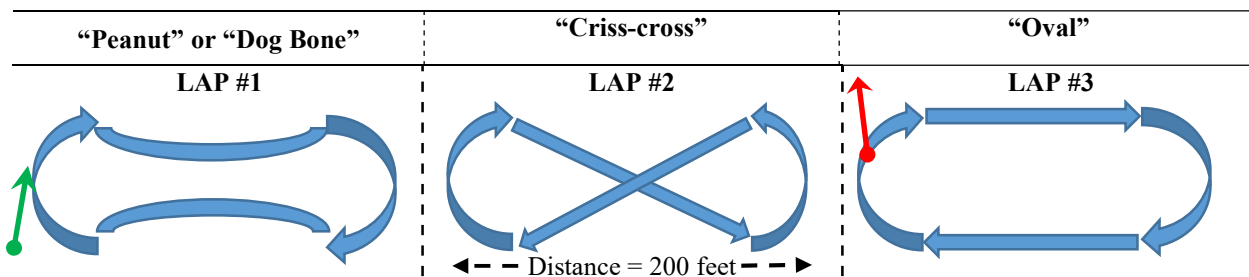 “Peanut” or “Dog Bone”
“Criss-cross”
“Oval”
LAP #1
LAP #2
LAP #3
Distance = 200 feet